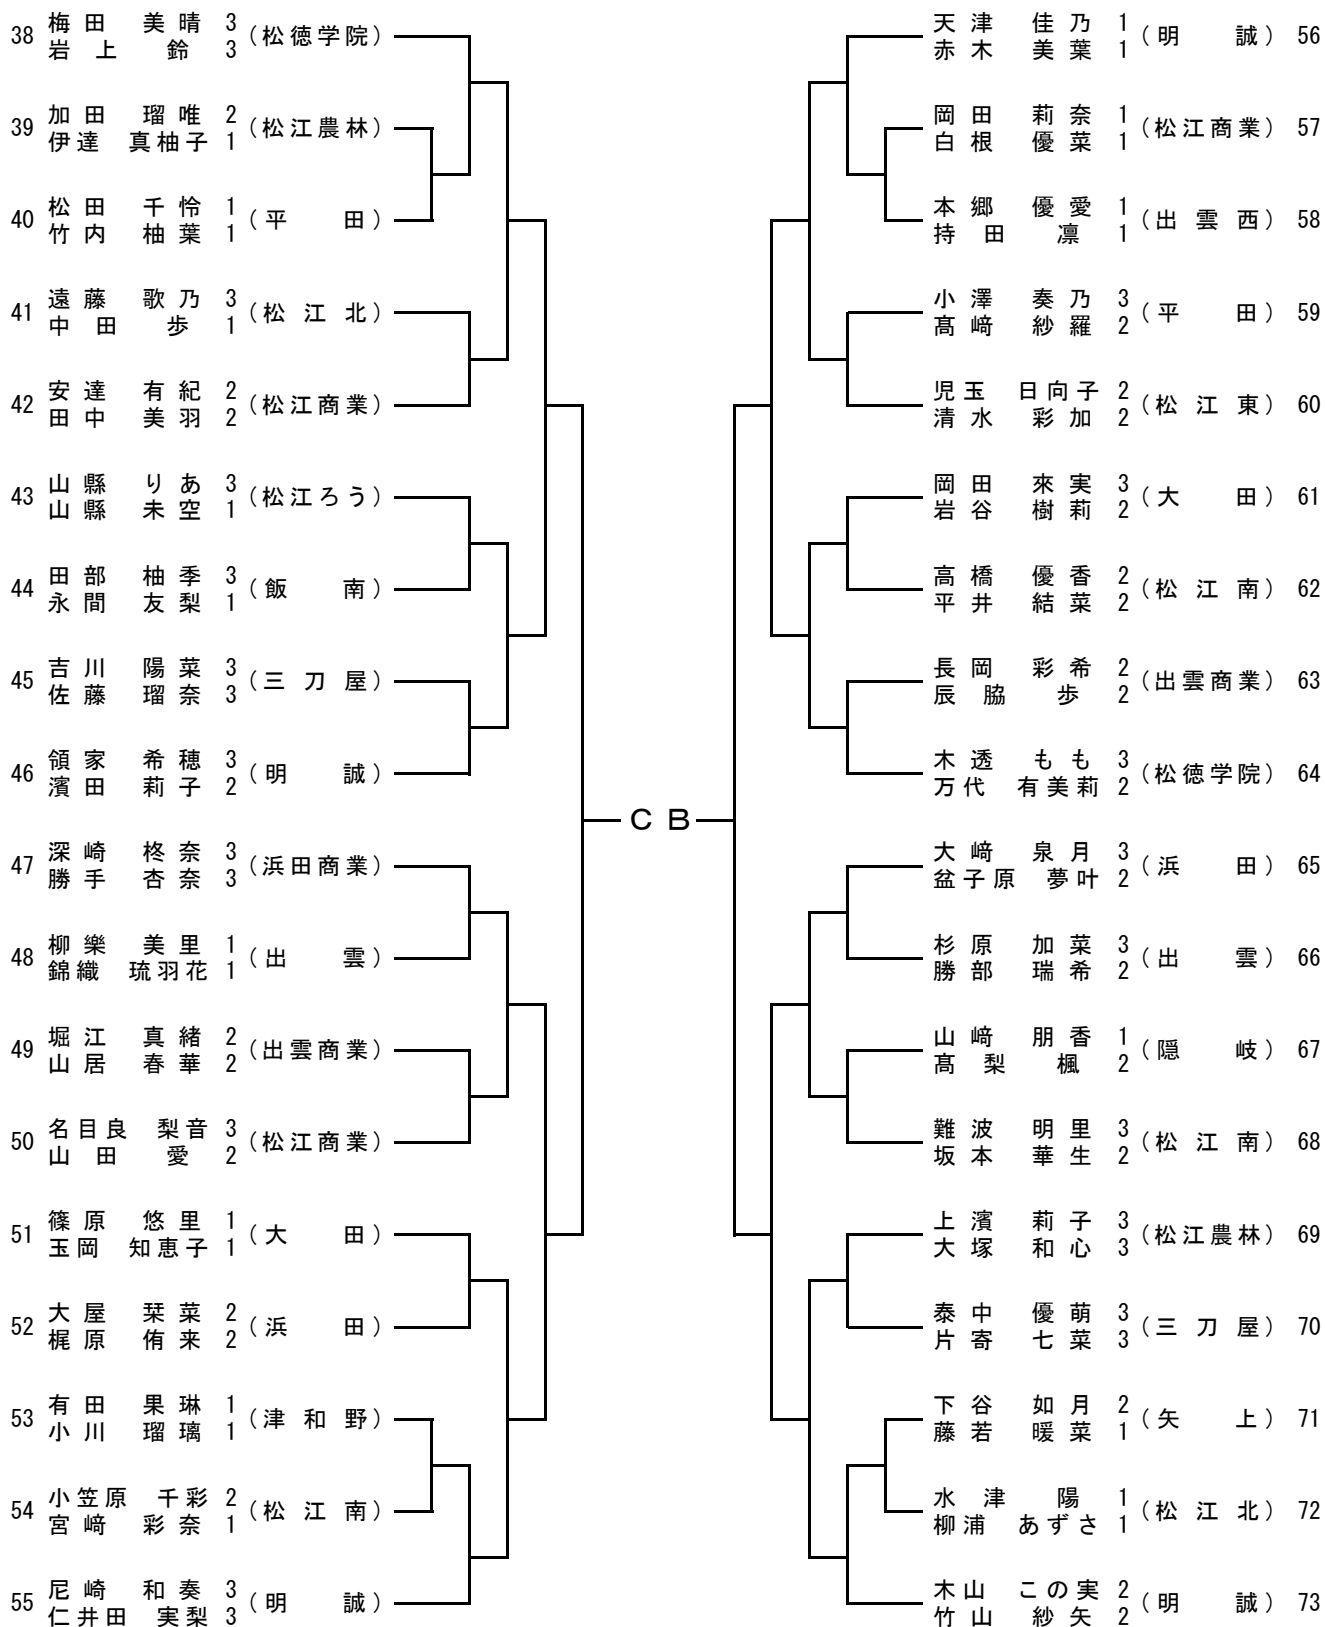 38 梅田 美晴 3 (松徳学院)
岩上 鈴 3
39 加田 瑠唯 2 (松江農林)
伊達 真柚子 1
40 松田 千怜 1 (平田)
竹内 柚葉 1
41 遠藤 歌乃 3 (松江北)
中田 歩 1
42 安達 有紀 2 (松江商業)
田中 美羽 2
43 山縣 りあ 3 (松江ろう)
山縣 未空 1
44 田部 柚季 3 (飯南)
永間 友梨 1
45 吉川 陽菜 3 (三刀屋)
佐藤 瑠奈 3
46 領家 希穂 3 (明誠)
濱田 莉子 2
47 深崎 柊奈 3 (浜田商業)
勝手 杏奈 3
48 柳樂 美里 1 (出雲)
錦織 琉羽花 1
49 堀江 真緒 2 (出雲商業)
山居 春華 2
50 名目良 梨音 3 (松江商業)
山田 愛 2
51 篠原 悠里 1 (大田)
玉岡 知恵子 1
52 大屋 栞菜 2 (浜田)
梶原 侑来 2
53 有田 果琳 1 (津和野)
小川 瑠璃 1
54 小笠原 千彩 2 (松江南)
宮﨑 彩奈 1
55 尼崎 和奏 3 (明誠)
仁井田 実梨 3
C B
天津 佳乃 1 (明誠) 56
赤木 美葉 1
岡田 莉奈 1 (松江商業) 57
白根 優菜 1
本郷 優愛 1 (出雲西) 58
持田 凛 1
小澤 奏乃 3 (平田) 59
髙﨑 紗羅 2
児玉 日向子 2 (松江東) 60
清水 彩加 2
岡田 來実 3 (大田) 61
岩谷 樹莉 2
高橋 優香 2 (松江南) 62
平井 結菜 2
長岡 彩希 2 (出雲商業) 63
辰脇 歩 2
木透 もも 3 (松徳学院) 64
万代 有美莉 2
大﨑 泉月 3 (浜田) 65
盆子原 夢叶 2
杉原 加菜 3 (出雲) 66
勝部 瑞希 2
山﨑 朋香 1 (隠岐) 67
髙梨 楓 2
難波 明里 3 (松江南) 68
坂本 華生 2
上濱 莉子 3 (松江農林) 69
大塚 和心 3
泰中 優萌 3 (三刀屋) 70
片寄 七菜 3
下谷 如月 2 (矢上) 71
藤若 暖菜 1
水津 陽 1 (松江北) 72
柳浦 あずさ 1
木山 この実 2 (明誠) 73
竹山 紗矢 2